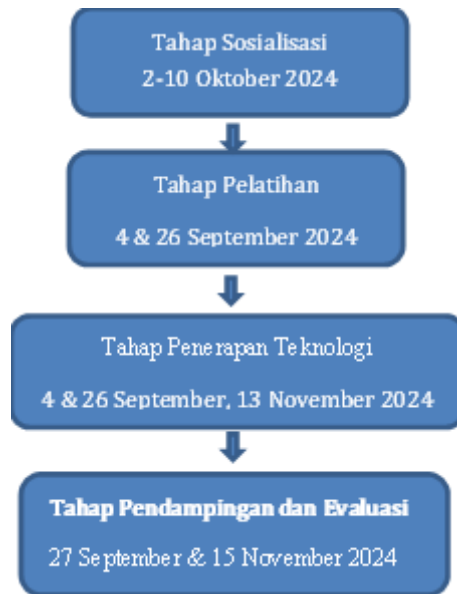 Tahap Sosialisasi
2-10 Oktober 2024
Tahap Pelatihan
4 & 26 September 2024
Tahap Penerapan Teknologi
4 & 26 September, 13 November 2024
Tahap Pendampingan dan Evaluasi
27 September & 15 November 2024